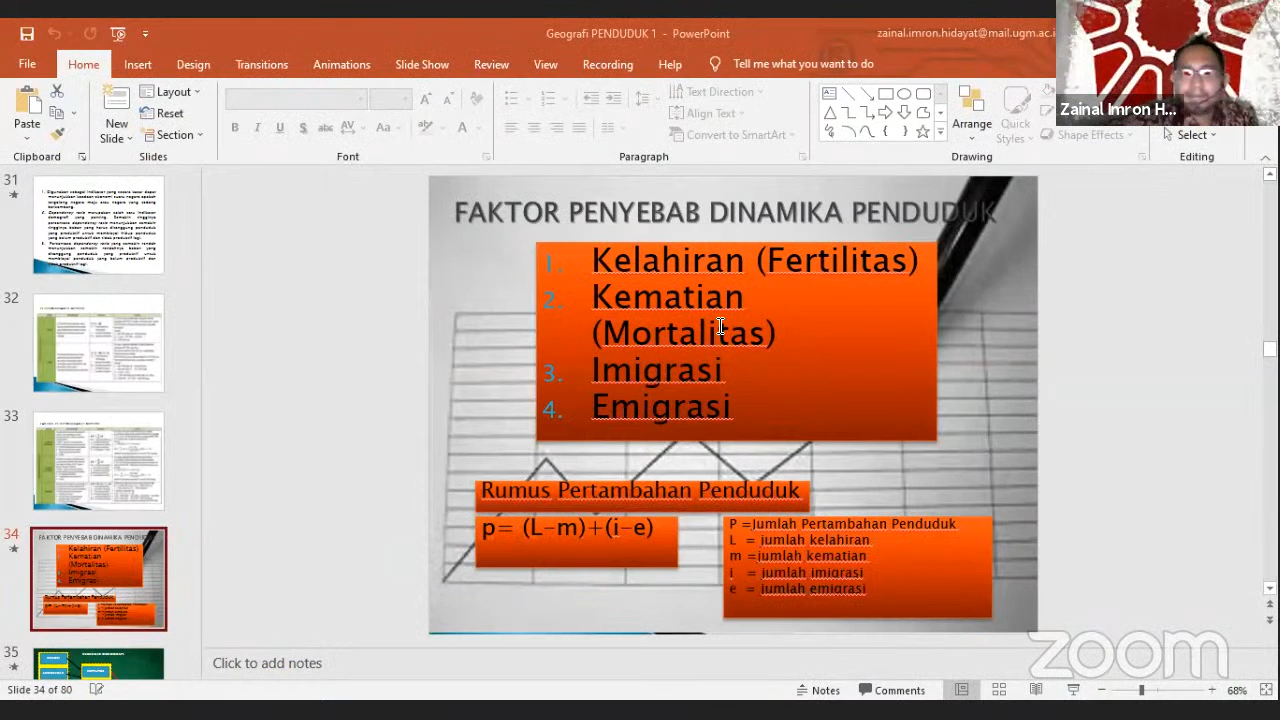 Geografi PENDUDUK 1 - PowerPoint
zainal.imron.hidayat@mail.ugm.ac.i
File Home Insert Design Transitions Animations Slide Show Review View Recording Help Tell me what you want to do
Zainal Imron H...
Paste
New Slide
Layout
Reset
Section
B I U S abc AV Aa A
Text Direction
Align Text
Convert to SmartArt
Arrange
Quick Styles
Shape Effects
Select
Clipboard Slides Font Paragraph Drawing Editing
31
32
33
34
35
FAKTOR PENYEBAB DINAMIKA PENDUDUK
1. Kelahiran (Fertilitas)
2. Kematian
(Mortalitas)
3. Imigrasi
4. Emigrasi
Rumus Pertambahan Penduduk
p= (L-m)+(i-e)
P =Jumlah Pertambahan Penduduk
L = jumlah kelahiran
m =jumlah kematian
i = jumlah imigrasi
e = jumlah emigrasi
Click to add notes
zoom
Slide 34 of 80
Notes
Comments
68%